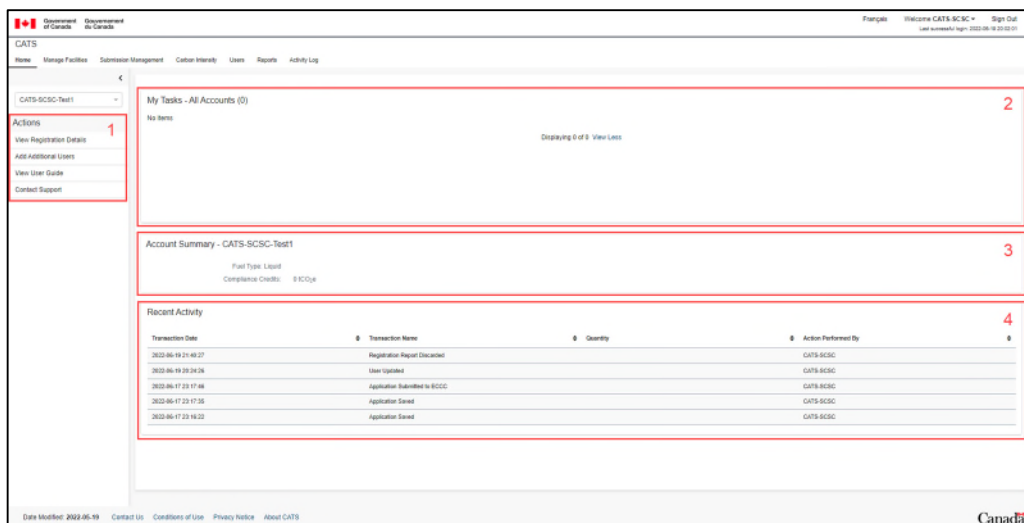 Government of Canada Gouvernement du Canada
Français Welcome CATS-SCSC Sign Out
Last successful login: 2022-06-19 20:02:01
CATS
Home Manage Facilities Submission Management Carbon Intensity Users Reports Activity Log
CATS-SCSC-Test1
Actions
1
View Registration Details
Add Additional Users
View User Guide
Contact Support
My Tasks - All Accounts (0)
2
No items
Displaying 0 of 0 View Less
Account Summary - CATS-SCSC-Test1
3
Fuel Type: Liquid
Compliance Credits: 0 tCO₂e
Recent Activity
4
Transaction Date Transaction Name Quantity Action Performed By
2022-06-19 21:40:27 Registration Report Discarded CATS-SCSC
2022-06-19 20:24:26 User Updated CATS-SCSC
2022-06-17 23:17:46 Application Submitted to ECCC CATS-SCSC
2022-06-17 23:17:35 Application Saved CATS-SCSC
2022-06-17 23:16:22 Application Saved CATS-SCSC
Date Modified: 2022-05-19 Contact Us Conditions of Use Privacy Notice About CATS
Canada